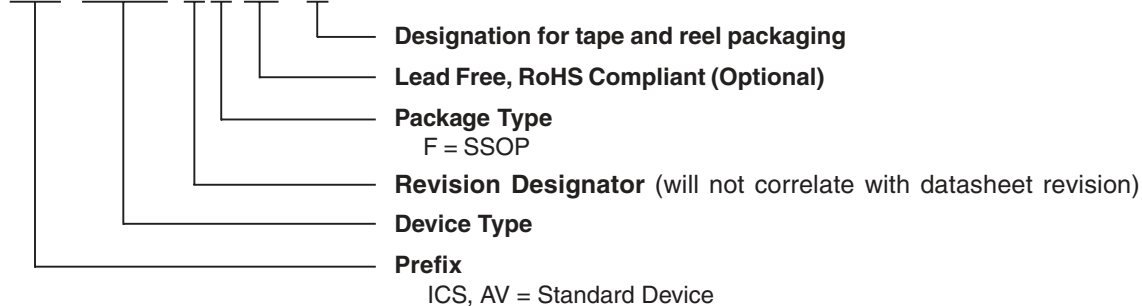 Designation for tape and reel packaging
Lead Free, RoHS Compliant (Optional)
Package Type
F = SSOP
Revision Designator (will not correlate with datasheet revision)
Device Type
Prefix
ICS, AV = Standard Device